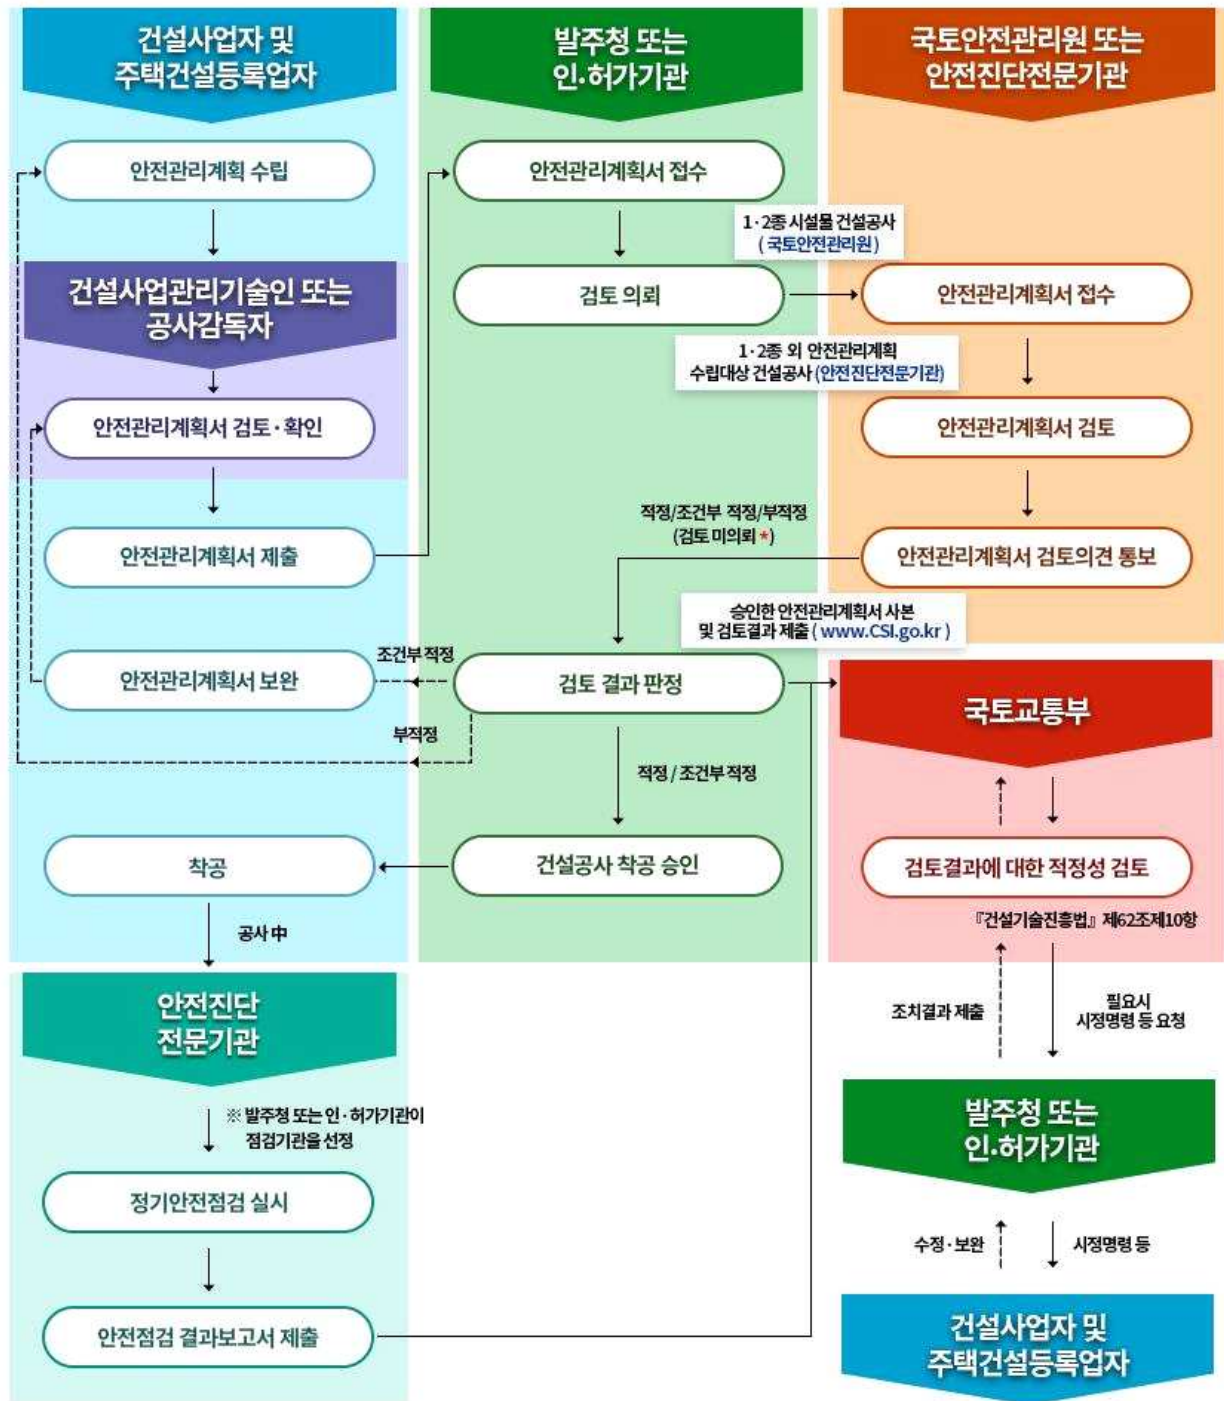 건설사업자 및
주택건설등록업자
안전관리계획 수립
건설사업관리기술인 또는
공사감독자
안전관리계획서 검토·확인
안전관리계획서 제출
안전관리계획서 보완
착공
공사 中
안전진단
전문기관
※ 발주청 또는 인·허가기관이
점검기관을 선정
정기안전점검 실시
안전점검 결과보고서 제출
발주청 또는
인·허가기관
안전관리계획서 접수
검토 의뢰
1·2종 시설물 건설공사
( 국토안전관리원 )
1·2종 외 안전관리계획
수립대상 건설공사 (안전진단전문기관)
적정/조건부 적정/부적정
(검토 미의뢰 *)
승인한 안전관리계획서 사본
및 검토결과 제출 ( www.CSI.go.kr )
조건부 적정
검토 결과 판정
부적정
적정 / 조건부 적정
건설공사 착공 승인
국토안전관리원 또는
안전진단전문기관
안전관리계획서 접수
안전관리계획서 검토
안전관리계획서 검토의견 통보
국토교통부
검토결과에 대한 적정성 검토
『건설기술진흥법』 제62조제10항
조치결과 제출
필요시
시정명령 등 요청
발주청 또는
인·허가기관
수정·보완
시정명령 등
건설사업자 및
주택건설등록업자